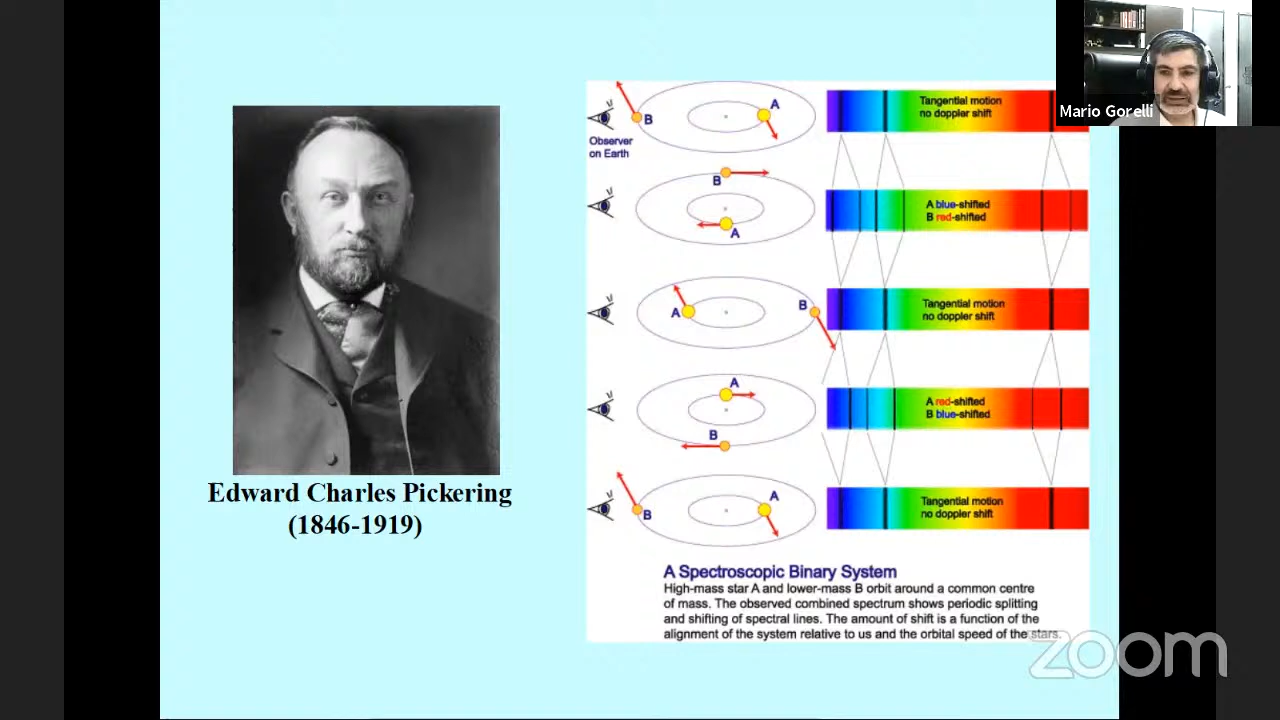 Mario Gorelli
Edward Charles Pickering
(1846-1919)
A
B
Observer
on Earth
Tangential motion
no doppler shift
B
A
A blue-shifted
B red-shifted
A
B
Tangential motion
no doppler shift
A
B
A red-shifted
B blue-shifted
A
B
Tangential motion
no doppler shift
A Spectroscopic Binary System
High-mass star A and lower-mass B orbit around a common centre
of mass. The observed combined spectrum shows periodic splitting
and shifting of spectral lines. The amount of shift is a function of the
alignment of the system relative to us and the orbital speed of the stars.
zoom